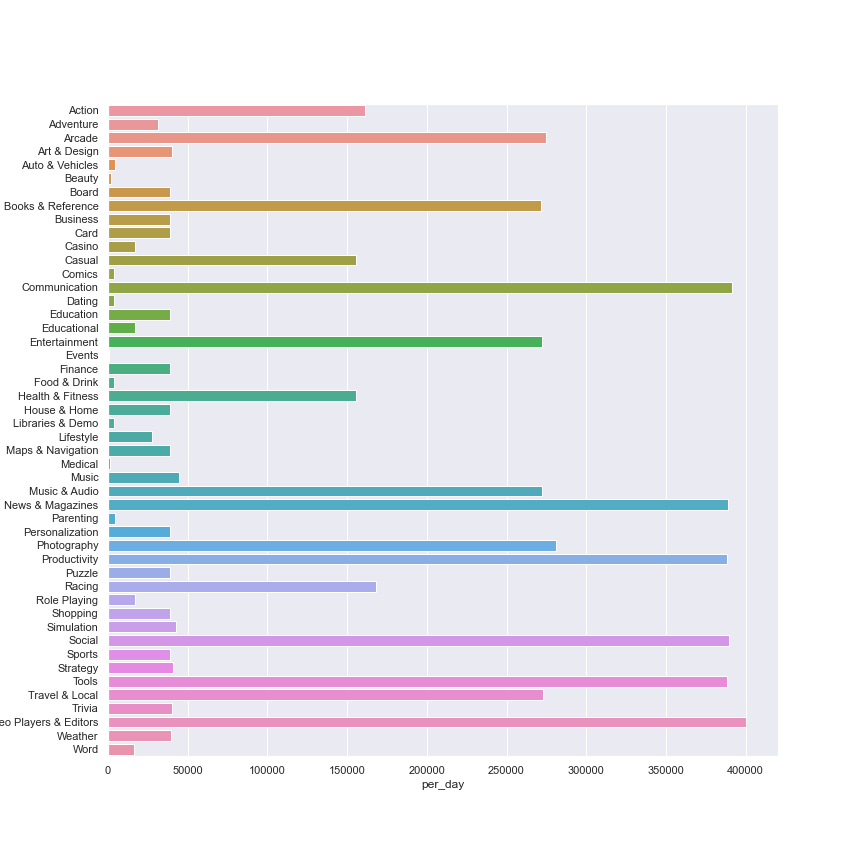 Action
Adventure
Arcade
Art & Design
Auto & Vehicles
Beauty
Board
Books & Reference
Business
Card
Casino
Casual
Comics
Communication
Dating
Education
Educational
Entertainment
Events
Finance
Food & Drink
Health & Fitness
House & Home
Libraries & Demo
Lifestyle
Maps & Navigation
Medical
Music
Music & Audio
News & Magazines
Parenting
Personalization
Photography
Productivity
Puzzle
Racing
Role Playing
Shopping
Simulation
Social
Sports
Strategy
Tools
Travel & Local
Trivia
eo Players & Editors
Weather
Word
0 50000 100000 150000 200000 250000 300000 350000 400000
per_day